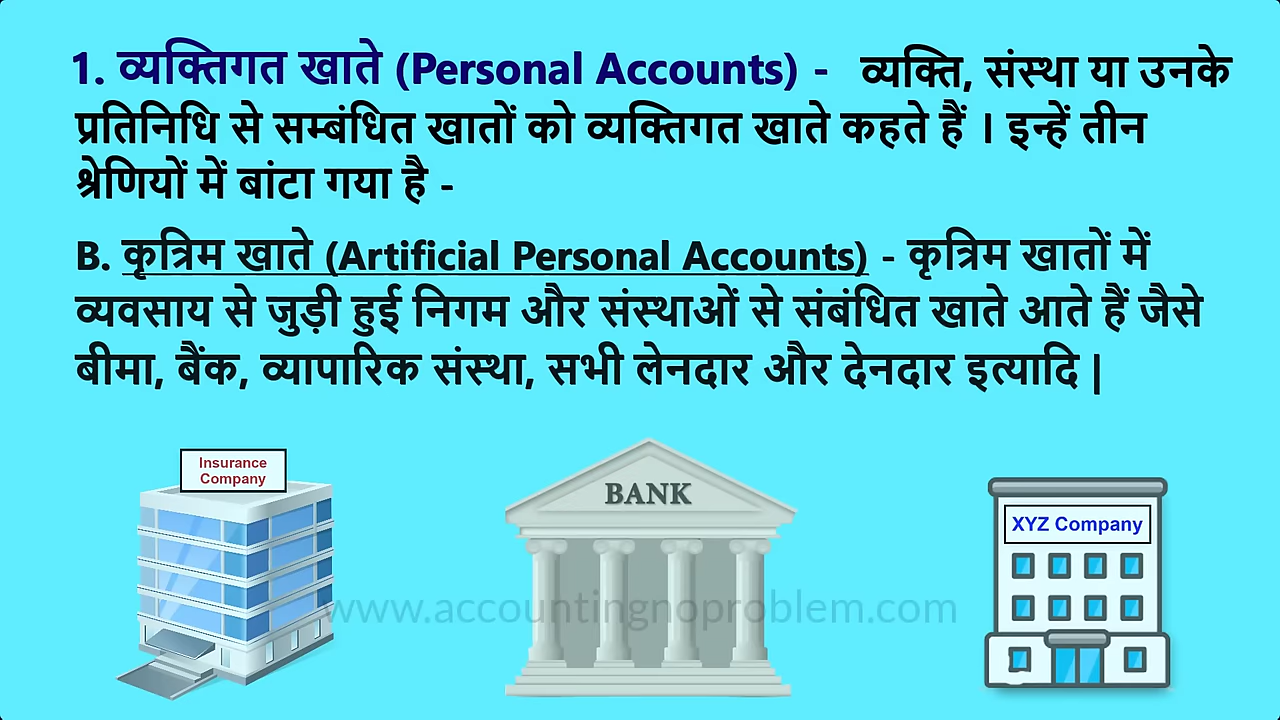 1. व्यक्तिगत खाते (Personal Accounts) - व्यक्ति, संस्था या उनके
प्रतिनिधि से सम्बंधित खातों को व्यक्तिगत खाते कहते हैं । इन्हें तीन
श्रेणियों में बांटा गया है -
B. कृत्रिम खाते (Artificial Personal Accounts) - कृत्रिम खातों में
व्यवसाय से जुड़ी हुई निगम और संस्थाओं से संबंधित खाते आते हैं जैसे
बीमा, बैंक, व्यापारिक संस्था, सभी लेनदार और देनदार इत्यादि |
Insurance
Company
BANK
XYZ Company
www.accountingnoproblem.com